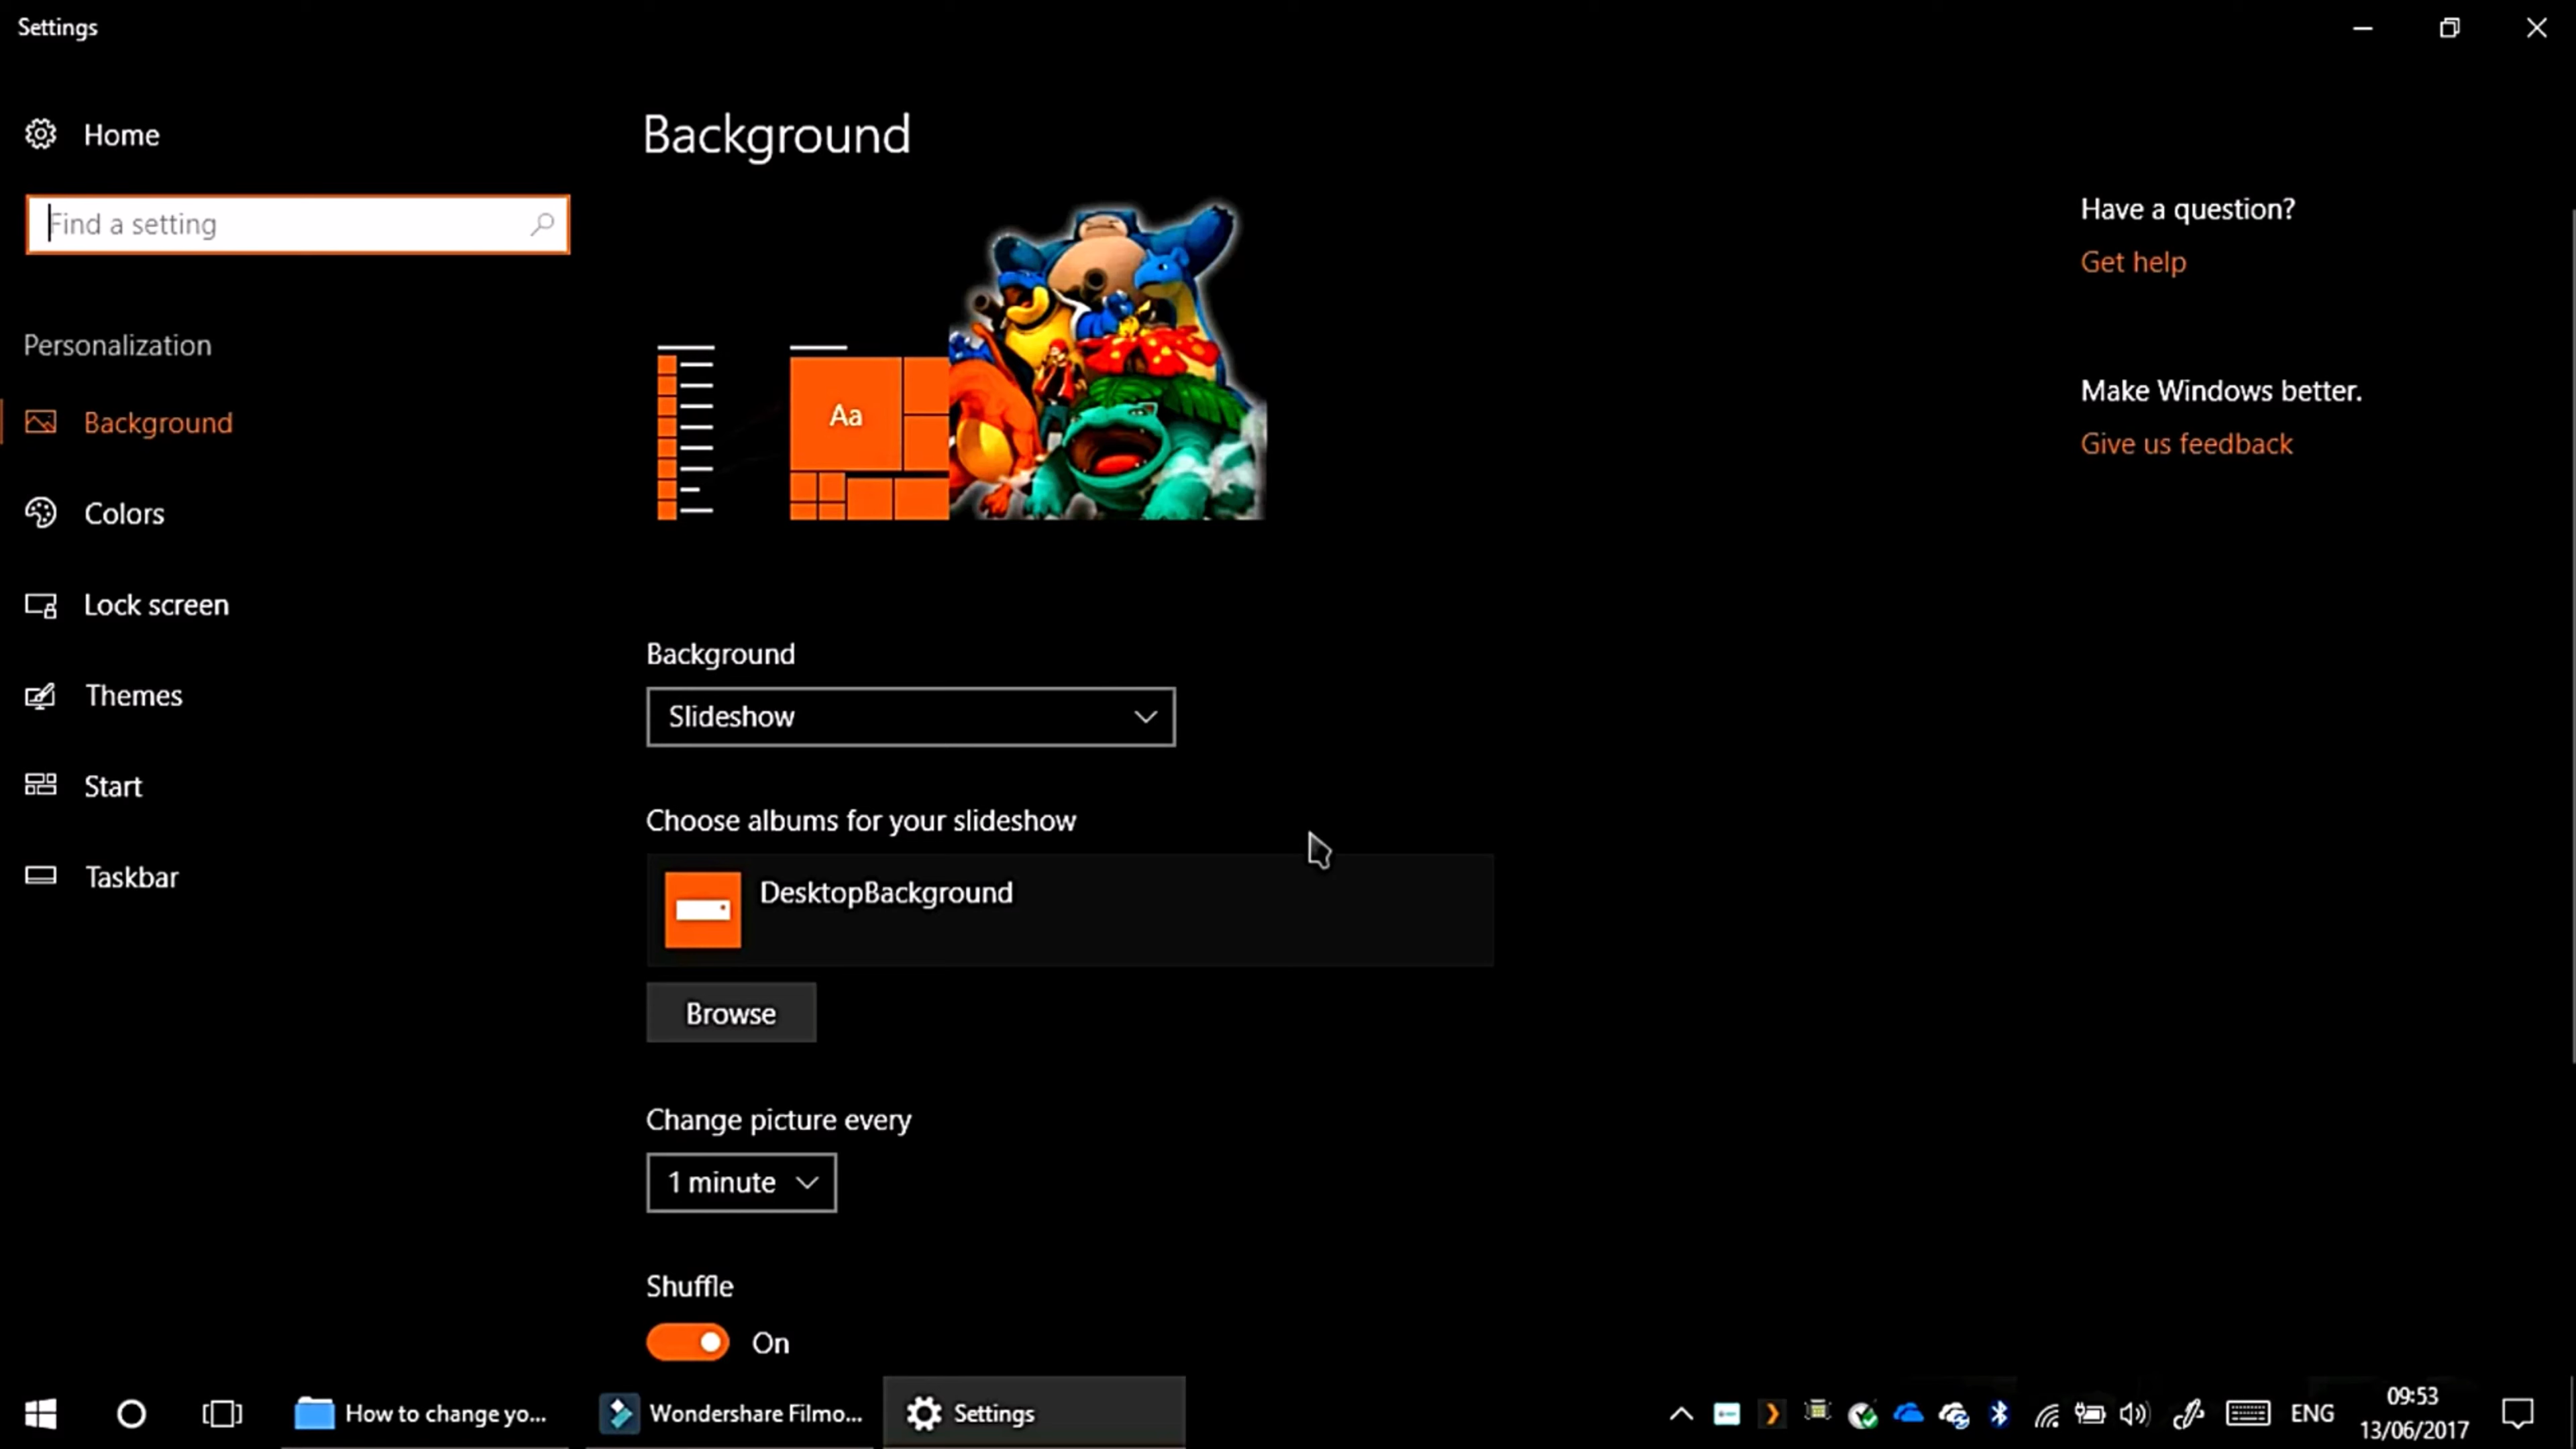 Settings
Home
Find a setting
Personalization
Background
Colors
Lock screen
Themes
Start
Taskbar
Background
Aa
Background
Slideshow
Choose albums for your slideshow
DesktopBackground
Browse
Change picture every
1 minute
Shuffle
On
Have a question?
Get help
Make Windows better.
Give us feedback
How to change yo...
Wondershare Filmo...
Settings
ENG
09:53
13/06/2017